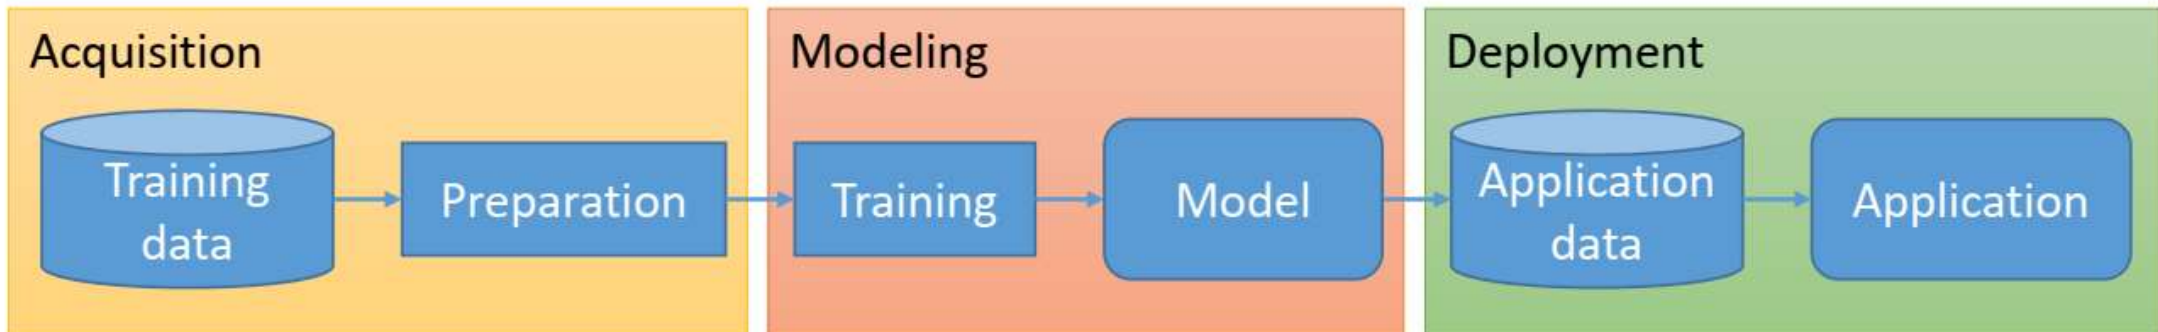 Acquisition
Training
data
Preparation
Modeling
Training
Model
Deployment
Application
data
Application